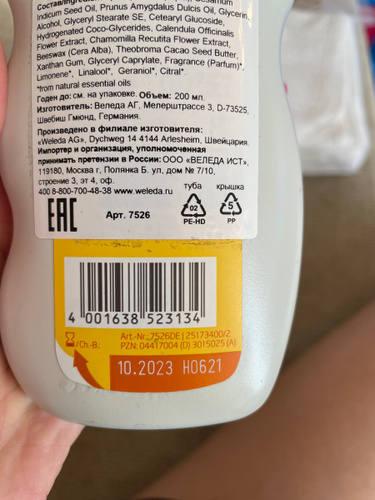 Indicum Seed Oil, Prunus Amygdalus Dulcis Oil, Glycerin,
Alcohol, Glyceryl Stearate SE, Cetearyl Glucoside,
Hydrogenated Coco-Glycerides, Calendula Officinalis
Flower Extract, Chamomilla Recutita Flower Extract,
Beeswax (Cera Alba), Theobroma Cacao Seed Butter,
Xanthan Gum, Glyceryl Caprylate, Fragrance (Parfum)*,
Limonene*, Linalool*, Geraniol*, Citral*.
*from natural essential oils
Годен до: см. на упаковке. Объем: 200 мл.
Изготовитель: Веледа АГ, Мелерштрассе 3, D-73525,
Швебиш Гмюнд, Германия.
Произведено в филиале изготовителя:
«Weleda AG», Dychweg 14 4144 Arlesheim, Швейцария.
Импортер и организация, уполномоченная
принимать претензии в России: ООО «ВЕЛЕДА ИСТ»,
119180, Москва г, Полянка Б. ул, дом № 7/10,
строение 3, эт 4, оф.
400 8-800-700-48-38 www.weleda.ru
EAC
Арт. 7526
туба
02
PE-HD
крышка
5
PP
4 001638 523134
/Ch.-B.:
Art.-Nr.:7526DE | 25173400/2
PZN: 04417004 (D) 3015025 (A)
10.2023 H0621